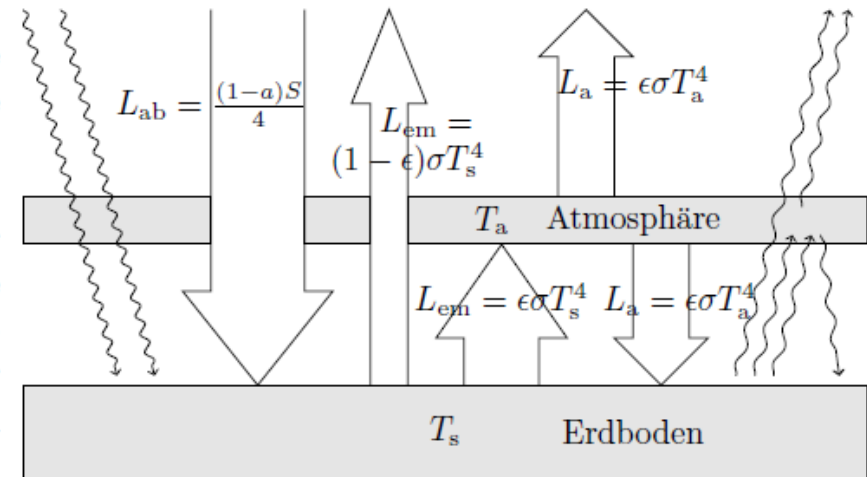 L_ab = (1−a)S/4
L_em =
(1 − ϵ)σT_s^4
L_a = ϵσT_a^4
T_a Atmosphäre
L_em = ϵσT_s^4 L_a = ϵσT_a^4
T_s Erdboden